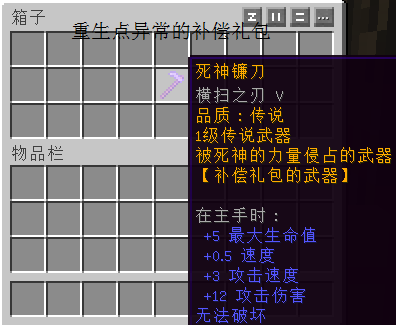 箱子
重生点异常的补偿礼包
死神镰刀
横扫之刃 V
品质：传说
1级传说武器
被死神的力量侵占的武器
【补偿礼包的武器】
物品栏
在主手时：
+5 最大生命值
+0.5 速度
+3 攻击速度
+12 攻击伤害
无法破坏